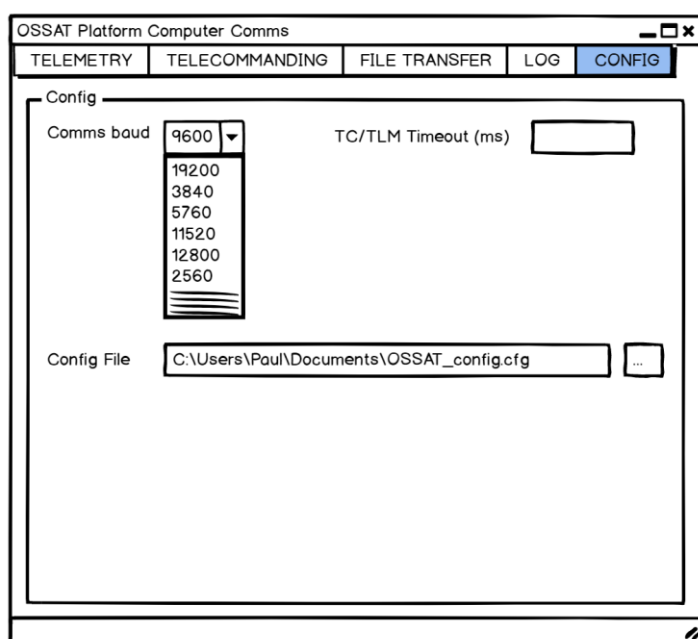 OSSAT Platform Computer Comms
TELEMETRY TELECOMMANDING FILE TRANSFER LOG CONFIG
Config
Comms baud 9600 TC/TLM Timeout (ms)
19200
3840
5760
11520
12800
2560
Config File C:\Users\Paul\Documents\OSSAT_config.cfg ...